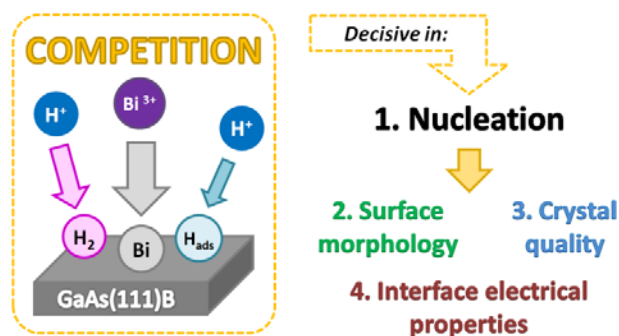 COMPETITION
H⁺
Bi ³⁺
H⁺
H₂
Bi
Hₐds
GaAs(111)B
Decisive in:
1. Nucleation
2. Surface
morphology
3. Crystal
quality
4. Interface electrical
properties